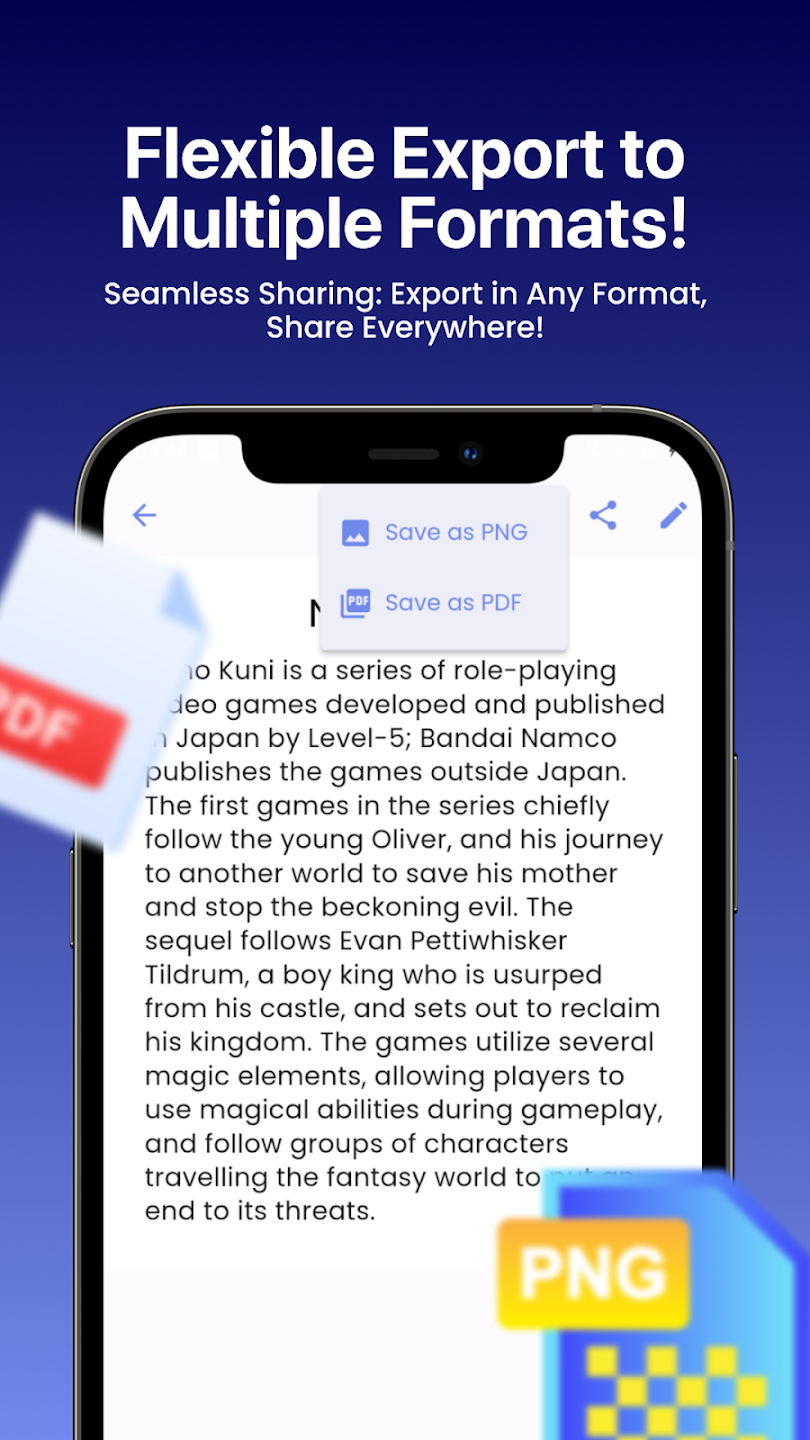 Flexible Export to
Multiple Formats!
Seamless Sharing: Export in Any Format,
Share Everywhere!
Save as PNG
PDF
Save as PDF
N
no Kuni is a series of role-playing
deo games developed and published
n Japan by Level-5; Bandai Namco
publishes the games outside Japan.
The first games in the series chiefly
follow the young Oliver, and his journey
to another world to save his mother
and stop the beckoning evil. The
sequel follows Evan Pettiwhisker
Tildrum, a boy king who is usurped
from his castle, and sets out to reclaim
his kingdom. The games utilize several
magic elements, allowing players to
use magical abilities during gameplay,
and follow groups of characters
travelling the fantasy world to put an
end to its threats.
PDF
PNG